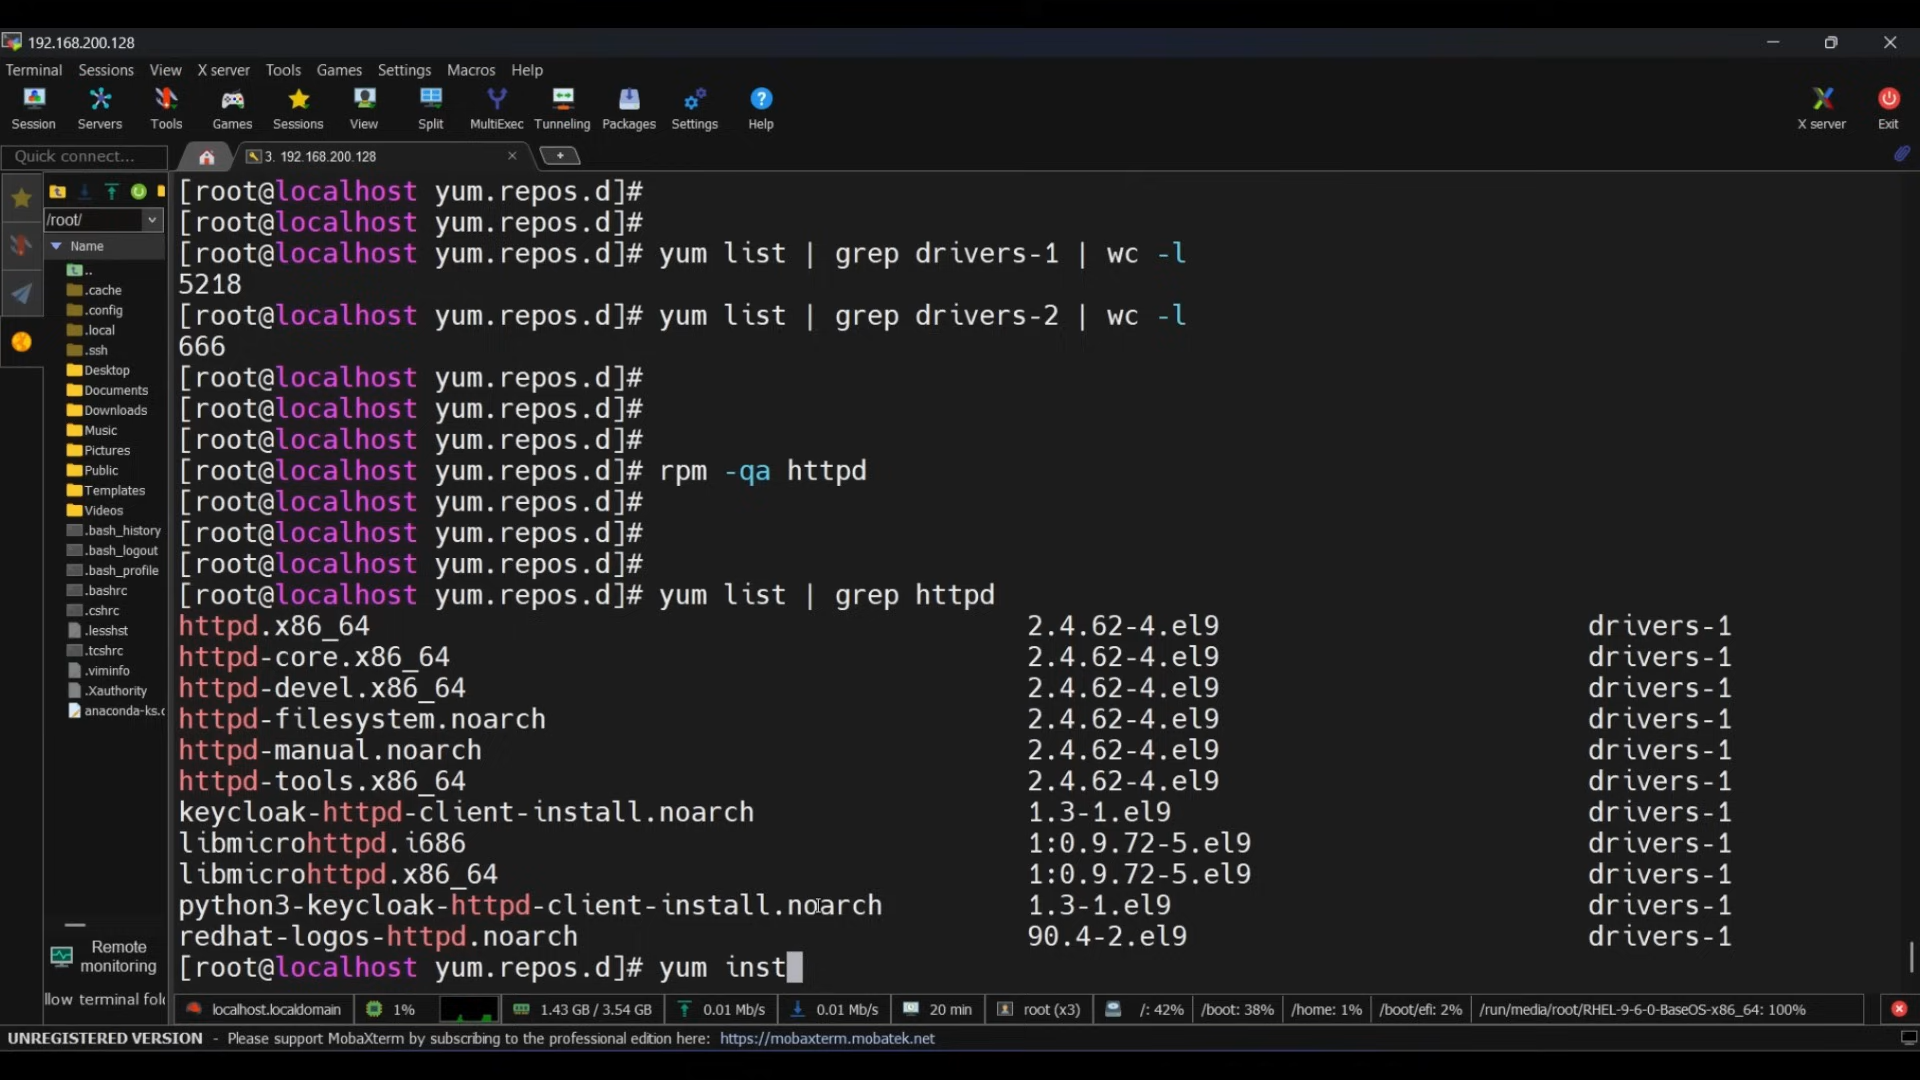 192.168.200.128
Terminal Sessions View X server Tools Games Settings Macros Help
Session Servers Tools Games Sessions View Split MultiExec Tunneling Packages Settings Help X server Exit
Quick connect... 3. 192.168.200.128
/root/
Name
..
.cache
.config
.local
.ssh
Desktop
Documents
Downloads
Music
Pictures
Public
Templates
Videos
.bash_history
.bash_logout
.bash_profile
.bashrc
.cshrc
.lesshst
.tcshrc
.viminfo
.Xauthority
anaconda-ks.c
Remote
monitoring
llow terminal fol
[root@localhost yum.repos.d]#
[root@localhost yum.repos.d]#
[root@localhost yum.repos.d]# yum list | grep drivers-1 | wc -l
5218
[root@localhost yum.repos.d]# yum list | grep drivers-2 | wc -l
666
[root@localhost yum.repos.d]#
[root@localhost yum.repos.d]#
[root@localhost yum.repos.d]#
[root@localhost yum.repos.d]# rpm -qa httpd
[root@localhost yum.repos.d]#
[root@localhost yum.repos.d]#
[root@localhost yum.repos.d]#
[root@localhost yum.repos.d]# yum list | grep httpd
httpd.x86_64 2.4.62-4.el9 drivers-1
httpd-core.x86_64 2.4.62-4.el9 drivers-1
httpd-devel.x86_64 2.4.62-4.el9 drivers-1
httpd-filesystem.noarch 2.4.62-4.el9 drivers-1
httpd-manual.noarch 2.4.62-4.el9 drivers-1
httpd-tools.x86_64 2.4.62-4.el9 drivers-1
keycloak-httpd-client-install.noarch 1.3-1.el9 drivers-1
libmicrohttpd.i686 1:0.9.72-5.el9 drivers-1
libmicrohttpd.x86_64 1:0.9.72-5.el9 drivers-1
python3-keycloak-httpd-client-install.noarch 1.3-1.el9 drivers-1
redhat-logos-httpd.noarch 90.4-2.el9 drivers-1
[root@localhost yum.repos.d]# yum inst
localhost.localdomain 1% 1.43 GB / 3.54 GB 0.01 Mb/s 0.01 Mb/s 20 min root (x3) /: 42% /boot: 38% /home: 1% /boot/efi: 2% /run/media/root/RHEL-9-6-0-BaseOS-x86_64: 100%
UNREGISTERED VERSION - Please support MobaXterm by subscribing to the professional edition here: https://mobaxterm.mobatek.net